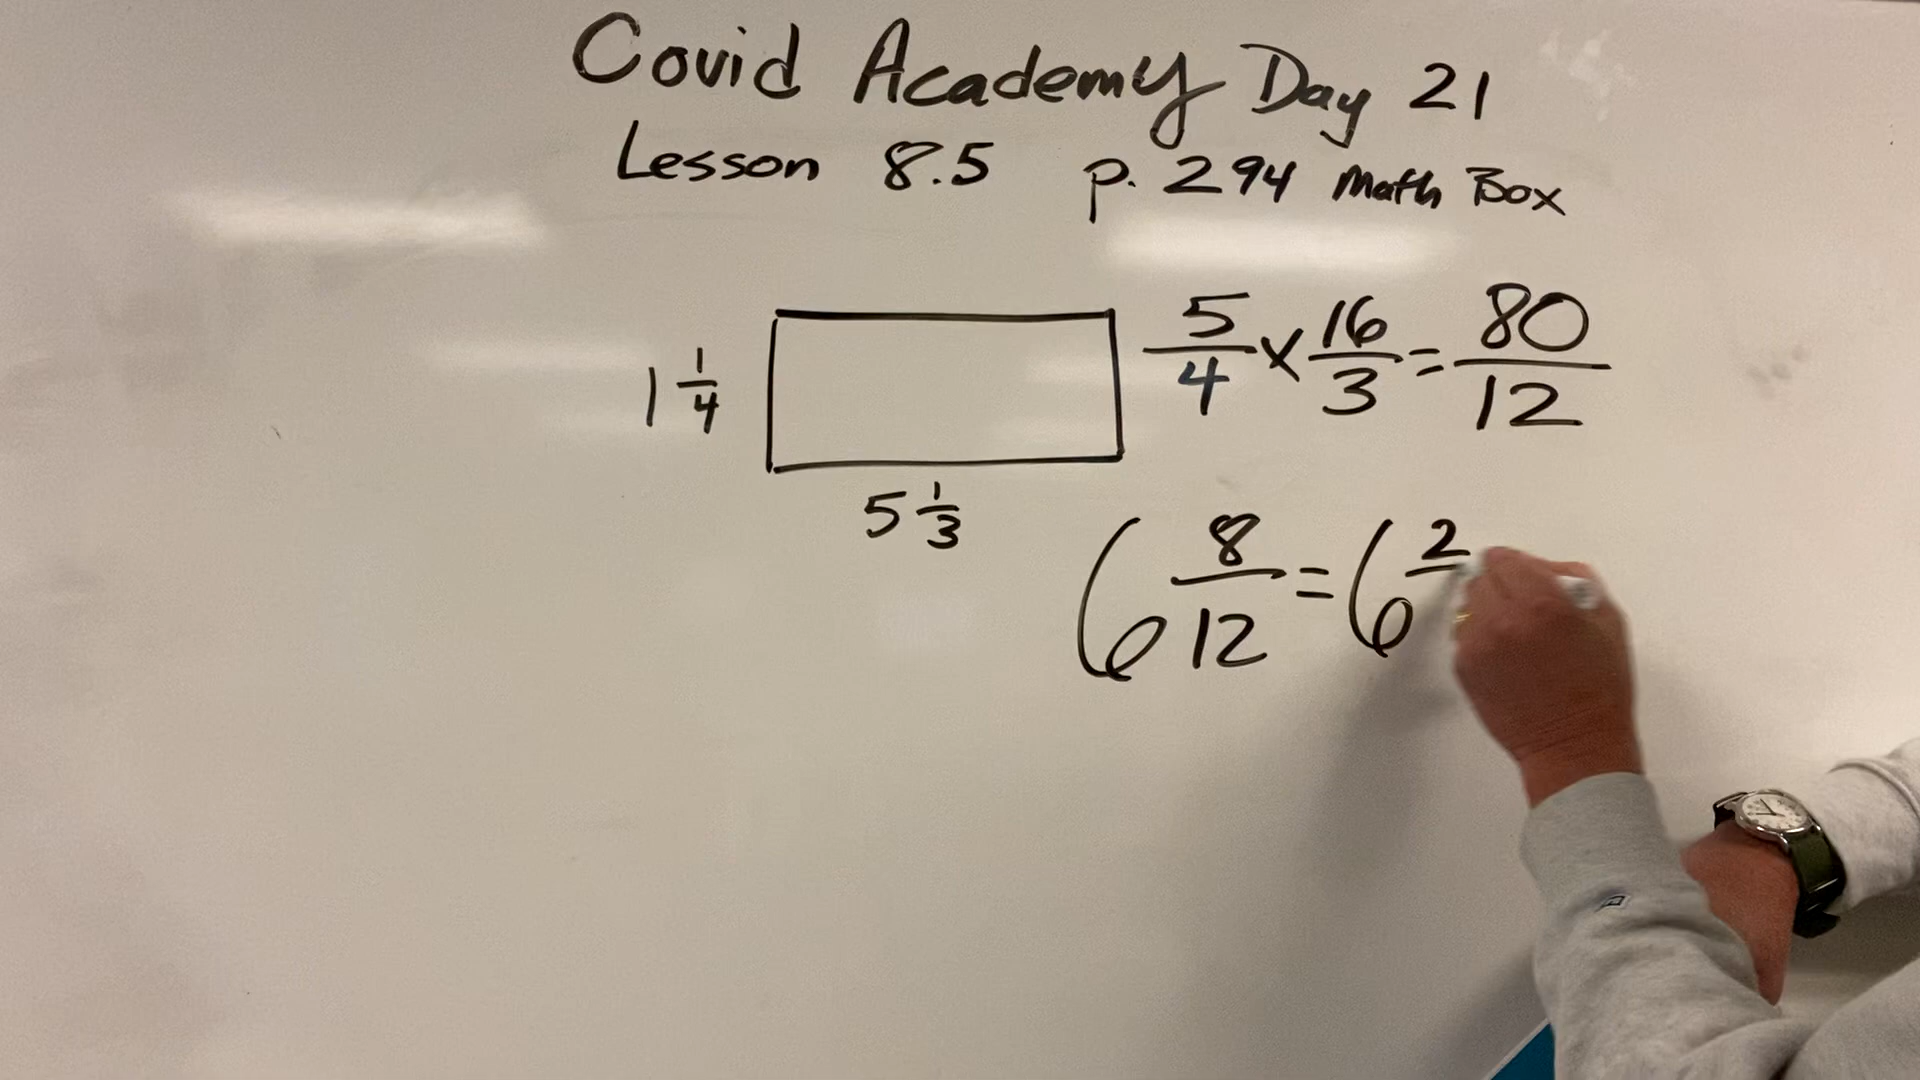 Covid Academy Day 21
Lesson 8.5 p. 294 Math Box
5/4 x 16/3 = 80/12
1 1/4
5 1/3
6 8/12 = 6 2